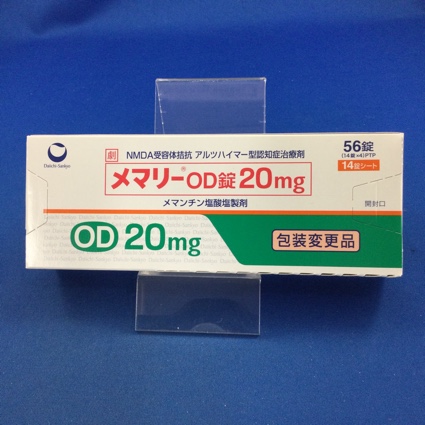 Daiichi-Sankyo
劇 NMDA受容体拮抗 アルツハイマー型認知症治療剤
メマリー®OD錠20mg
メマンチン塩酸塩製剤
56錠
(14錠×4)PTP
14錠シート
開封口
OD 20mg
包装変更品